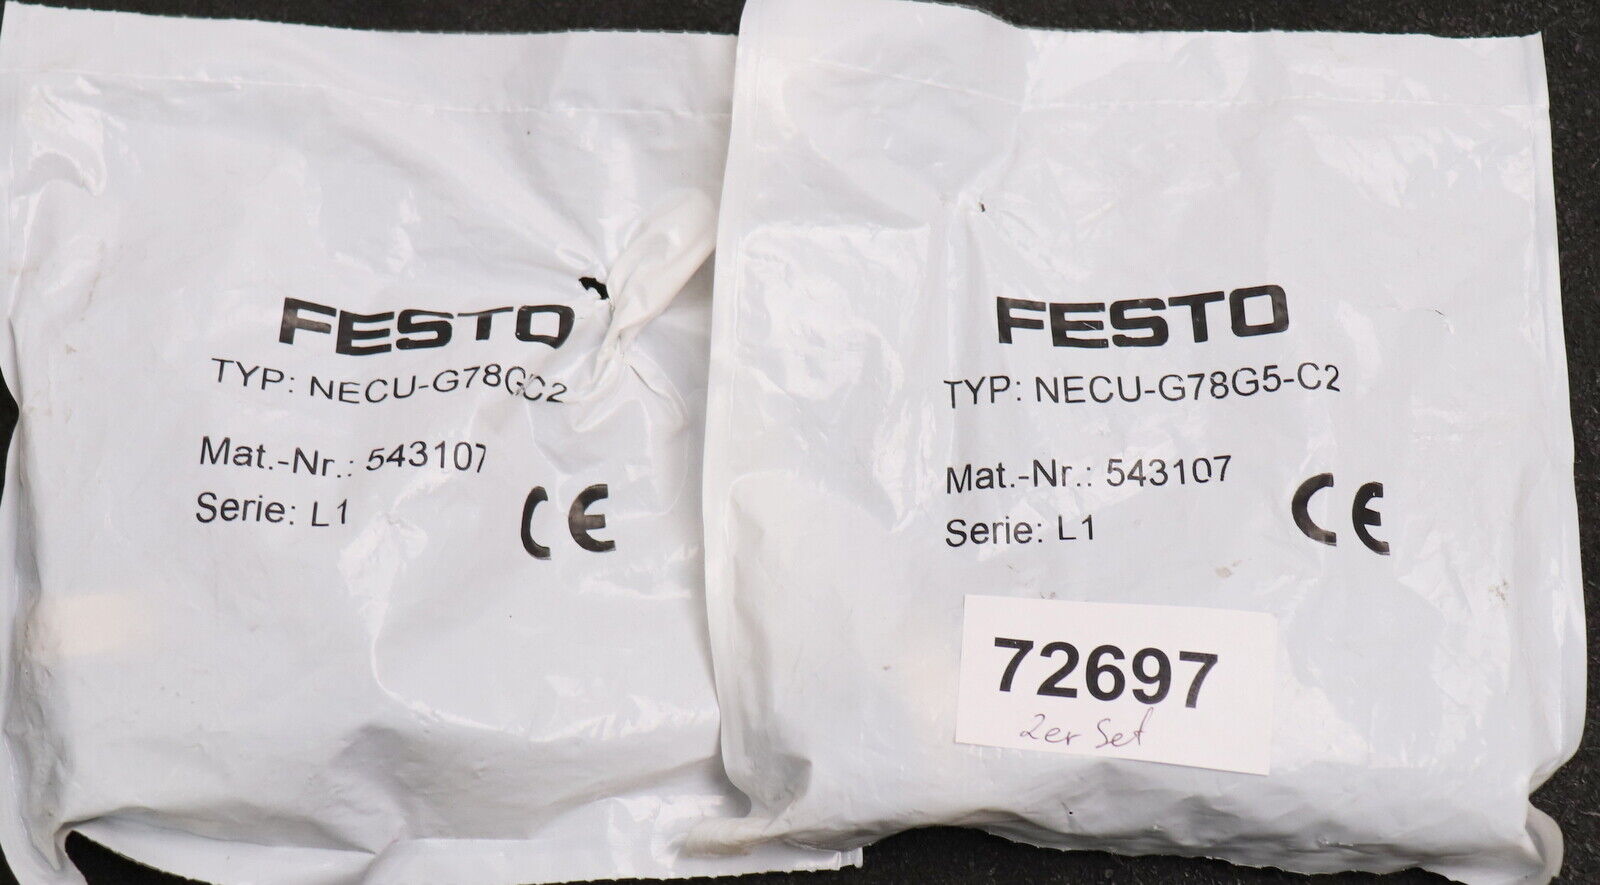 FESTO
TYP: NECU-G78G C2
Mat.-Nr.: 543107
Serie: L1
CE
FESTO
TYP: NECU-G78G5-C2
Mat.-Nr.: 543107
Serie: L1
CE
72697
2er Set